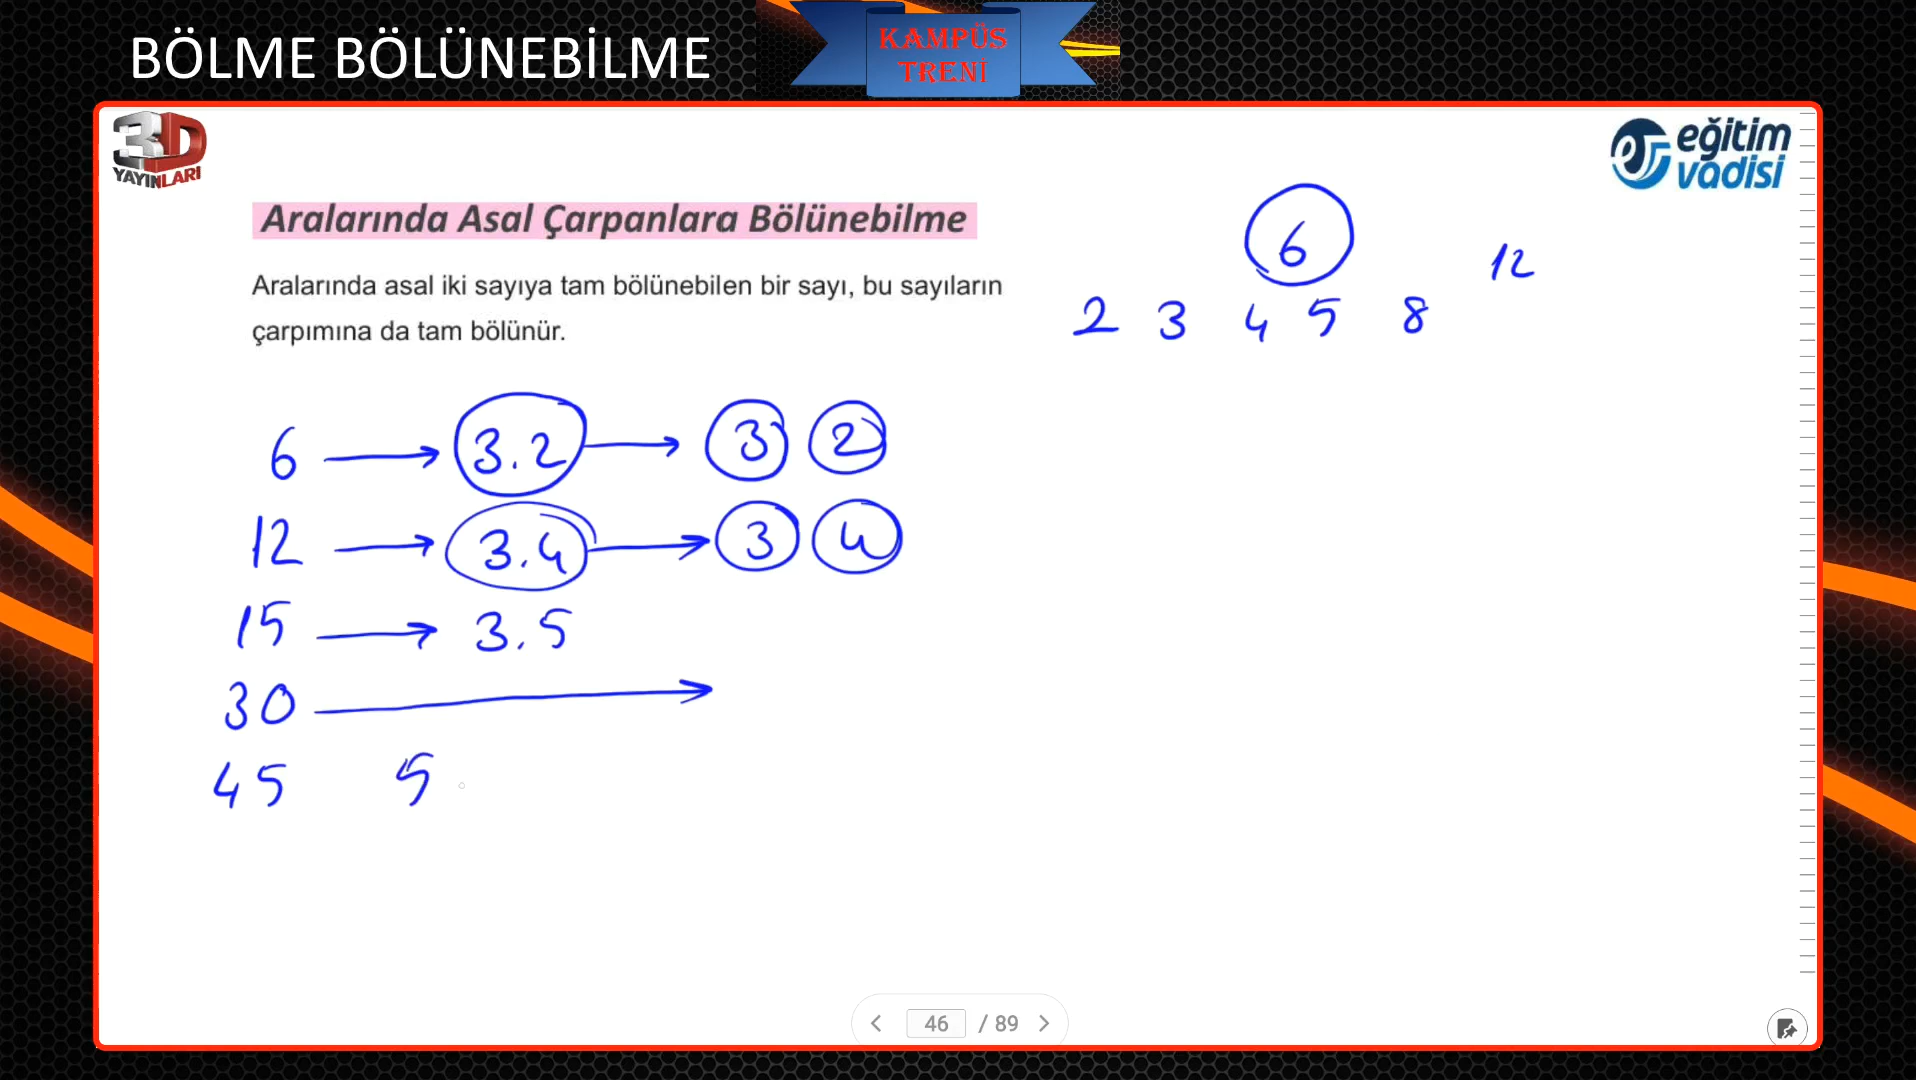 BÖLME BÖLÜNEBİLME
KAMPÜS
TRENİ
3D
YAYINLARI
eğitim
vadisi
Aralarında Asal Çarpanlara Bölünebilme
Aralarında asal iki sayıya tam bölünebilen bir sayı, bu sayıların
çarpımına da tam bölünür.
6
12
2 3 4 5 8
6 → 3.2 → 3 2
12 → 3.4 → 3 4
15 → 3.5
30 →
45 5
46 / 89